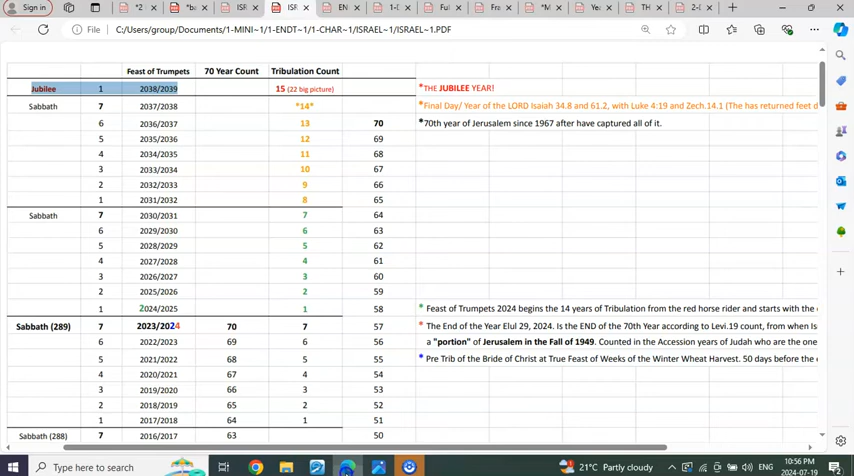 Sign in *2 *ba ISR ISR EN 1-I Ful Fra *M Yea TH 2-I
File C:/Users/group/Documents/1-MINI~1/1-ENDT~1/1-CHAR~1/ISRAEL~1/ISRAEL~1.PDF
Feast of Trumpets 70 Year Count Tribulation Count
Jubilee 1 2038/2039 15 (22 big picture) *THE JUBILEE YEAR!
Sabbath 7 2037/2038 *14* *Final Day/ Year of the LORD Isaiah 34.8 and 61.2, with Luke 4:19 and Zech.14.1 (The has returned feet d
6 2036/2037 13 70 *70th year of Jerusalem since 1967 after have captured all of it.
5 2035/2036 12 69
4 2034/2035 11 68
3 2033/2034 10 67
2 2032/2033 9 66
1 2031/2032 8 65
Sabbath 7 2030/2031 7 64
6 2029/2030 6 63
5 2028/2029 5 62
4 2027/2028 4 61
3 2026/2027 3 60
2 2025/2026 2 59
1 2024/2025 1 58 * Feast of Trumpets 2024 begins the 14 years of Tribulation from the red horse rider and starts with the
Sabbath (289) 7 2023/2024 70 7 57 * The End of the Year Elul 29, 2024. Is the END of the 70th Year according to Levi.19 count, from when Is
6 2022/2023 69 6 56 a "portion" of Jerusalem in the Fall of 1949. Counted in the Accession years of Judah who are the one
5 2021/2022 68 5 55 * Pre Trib of the Bride of Christ at True Feast of Weeks of the Winter Wheat Harvest. 50 days before the
4 2020/2021 67 4 54
3 2019/2020 66 3 53
2 2018/2019 65 2 52
1 2017/2018 64 1 51
Sabbath (288) 7 2016/2017 63 50
Type here to search 21°C Partly cloudy ENG 10:56 PM
2024-07-19